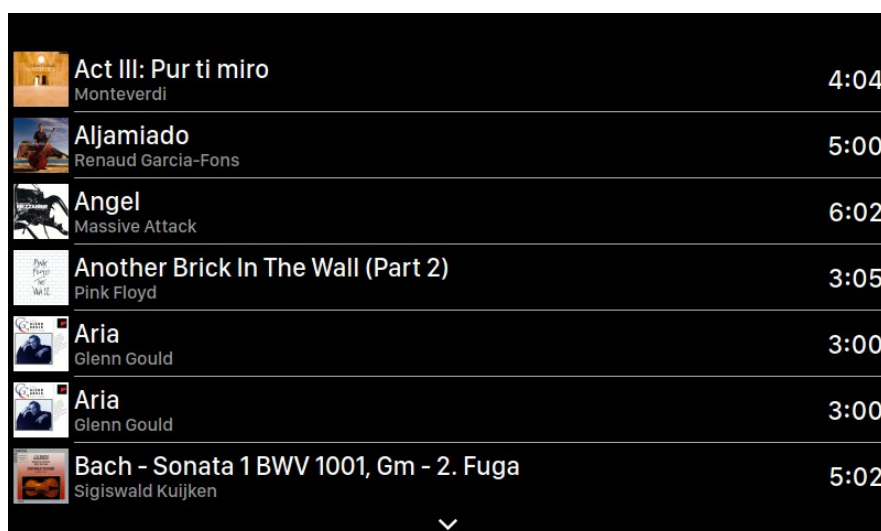 Act III: Pur ti miro
Monteverdi
4:04
Aljamiado
Renaud Garcia-Fons
5:00
Angel
Massive Attack
6:02
Another Brick In The Wall (Part 2)
Pink Floyd
3:05
Aria
Glenn Gould
3:00
Aria
Glenn Gould
3:00
Bach - Sonata 1 BWV 1001, Gm - 2. Fuga
Sigiswald Kuijken
5:02